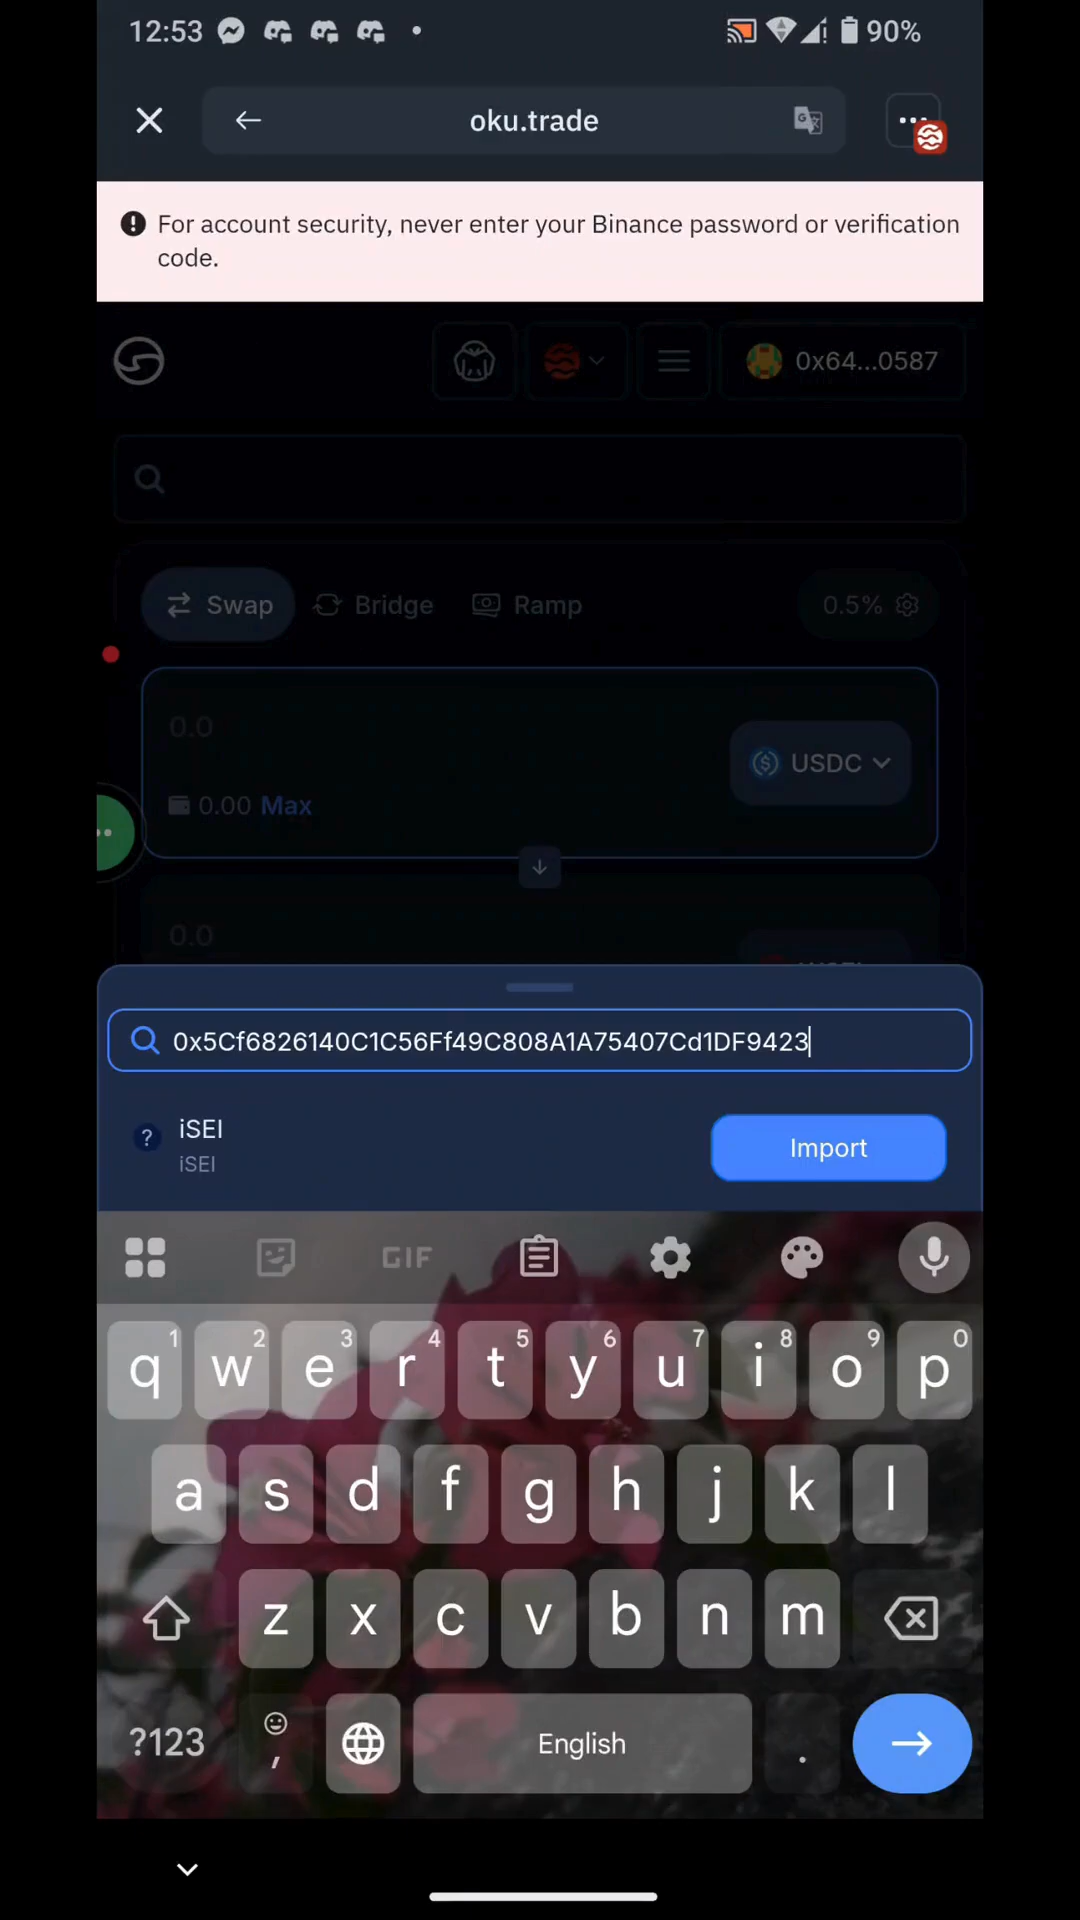 12:53
90%
oku.trade
For account security, never enter your Binance password or verification
code.
0x64...0587
Swap
Bridge
Ramp
0.5%
0.0
USDC
0.00 Max
0.0
0x5Cf6826140C1C56Ff49C808A1A75407Cd1DF9423
iSEI
iSEI
Import
GIF
1 2 3 4 5 6 7 8 9 0
q w e r t y u i o p
a s d f g h j k l
z x c v b n m
?123
,
English
.